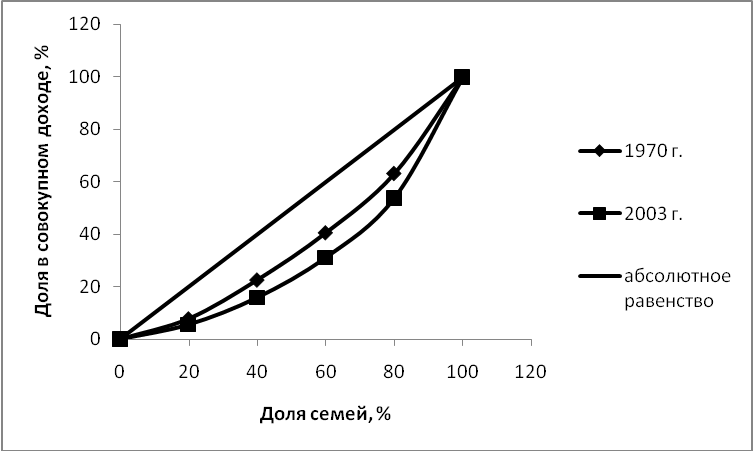 Доля в совокупном доходе, %
120
100
80
60
40
20
0
0 20 40 60 80 100 120
Доля семей, %
1970 г.
2003 г.
абсолютное
равенство